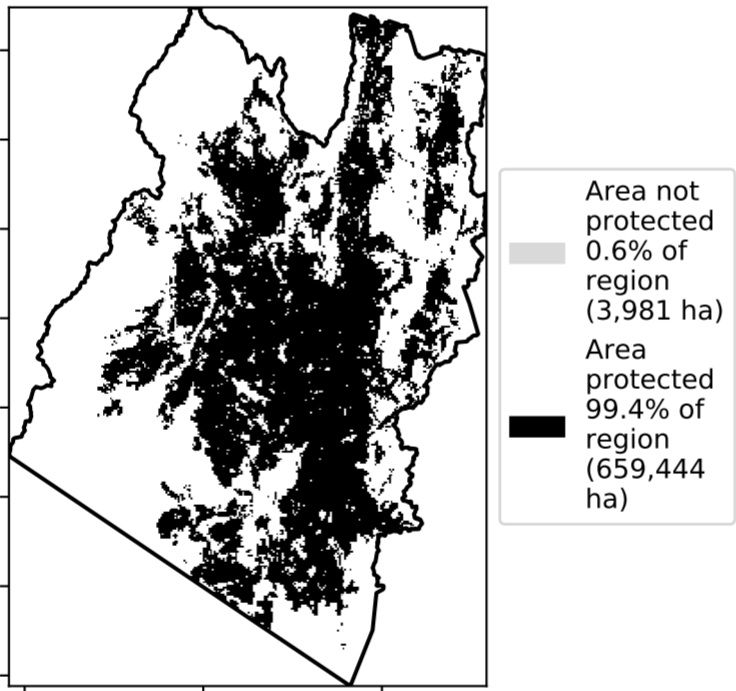 Area not
protected
0.6% of
region
(3,981 ha)
Area
protected
99.4% of
region
(659,444
ha)